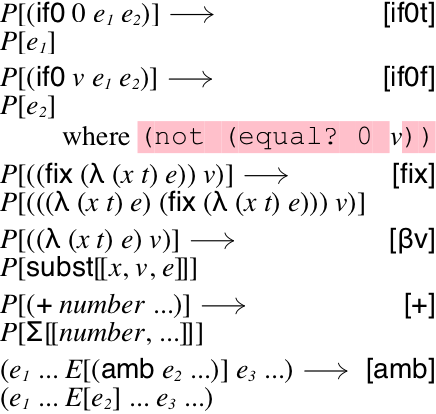 P[(if0 0 e₁ e₂)] ⟶ [if0t]
P[e₁]
P[(if0 v e₁ e₂)] ⟶ [if0f]
P[e₂]
where (not (equal? 0 v))
P[((fix (λ (x t) e)) v)] ⟶ [fix]
P[(((λ (x t) e) (fix (λ (x t) e))) v)]
P[((λ (x t) e) v)] ⟶ [βv]
P[subst⟦x, v, e⟧]
P[(+ number ...)] ⟶ [+]
P[Σ⟦number, ...⟧]
(e₁ ... E[(amb e₂ ...)] e₃ ...) ⟶ [amb]
(e₁ ... E[e₂] ... e₃ ...)